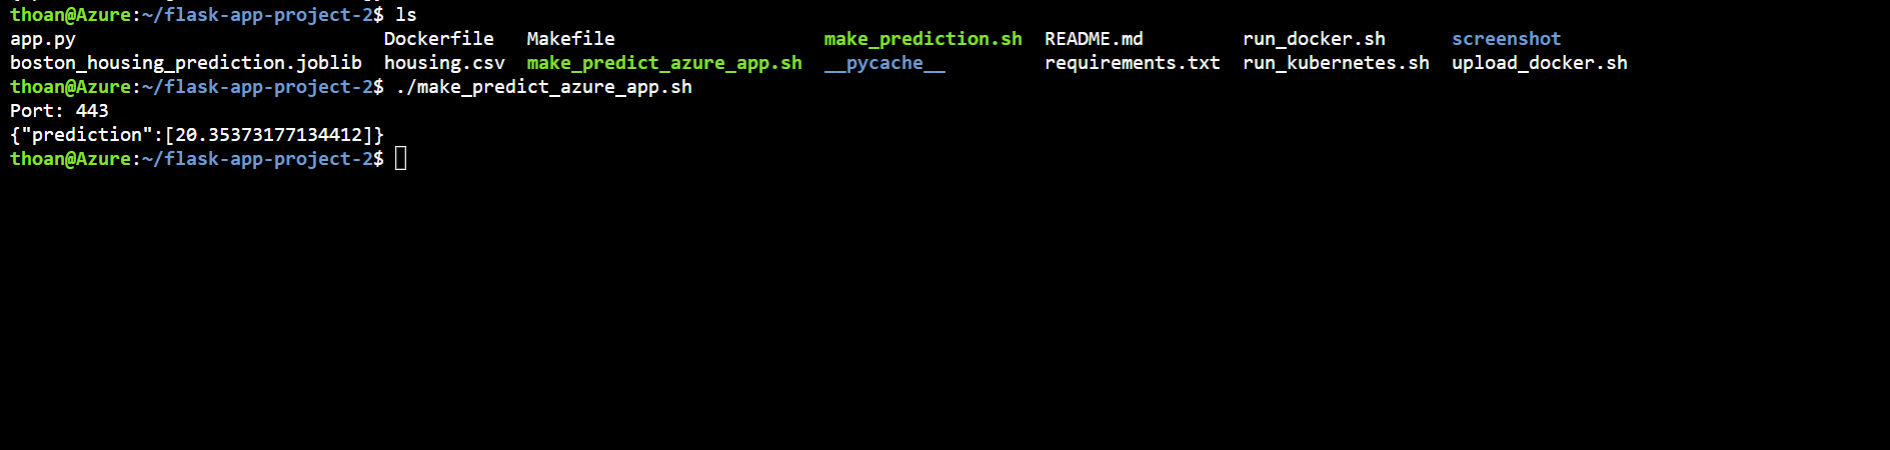 thoan@Azure:~/flask-app-project-2$ ls
app.py Dockerfile Makefile make_prediction.sh README.md run_docker.sh screenshot
boston_housing_prediction.joblib housing.csv make_predict_azure_app.sh __pycache__ requirements.txt run_kubernetes.sh upload_docker.sh
thoan@Azure:~/flask-app-project-2$ ./make_predict_azure_app.sh
Port: 443
{"prediction":[20.35373177134412]}
thoan@Azure:~/flask-app-project-2$